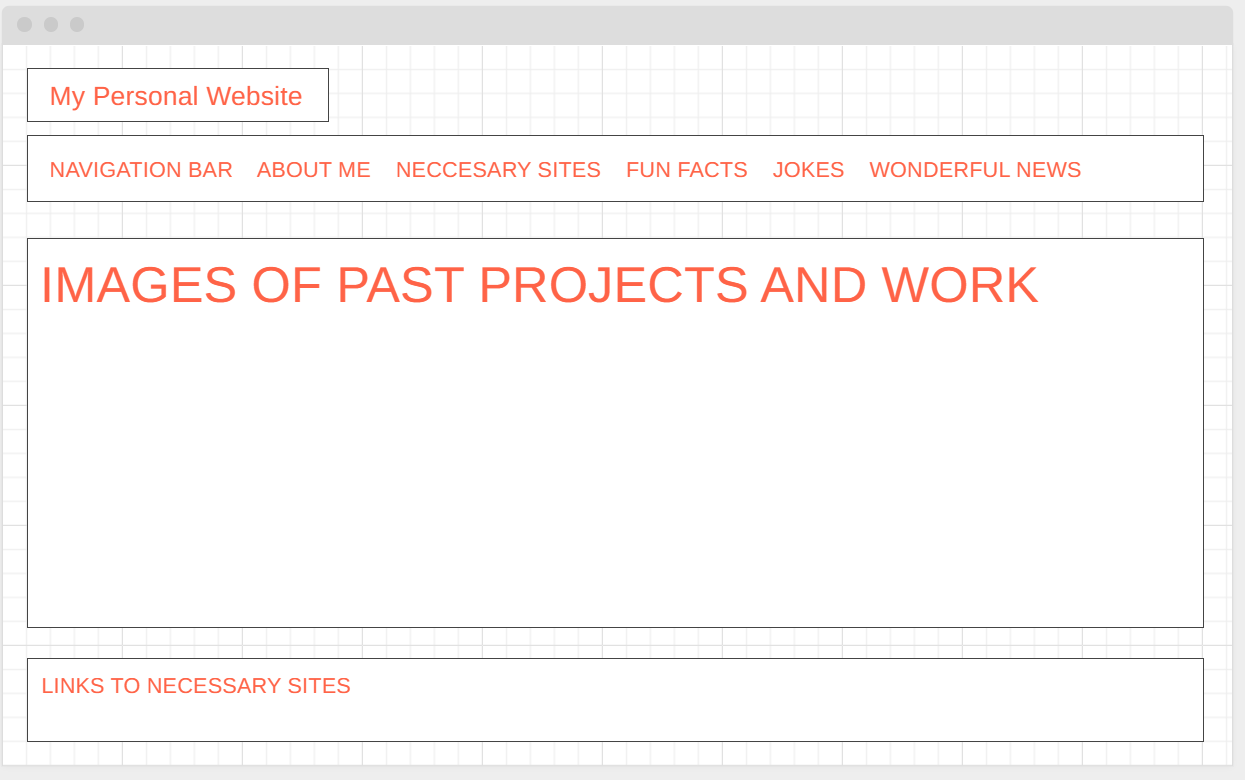 My Personal Website
NAVIGATION BAR ABOUT ME NECCESARY SITES FUN FACTS JOKES WONDERFUL NEWS
IMAGES OF PAST PROJECTS AND WORK
LINKS TO NECESSARY SITES